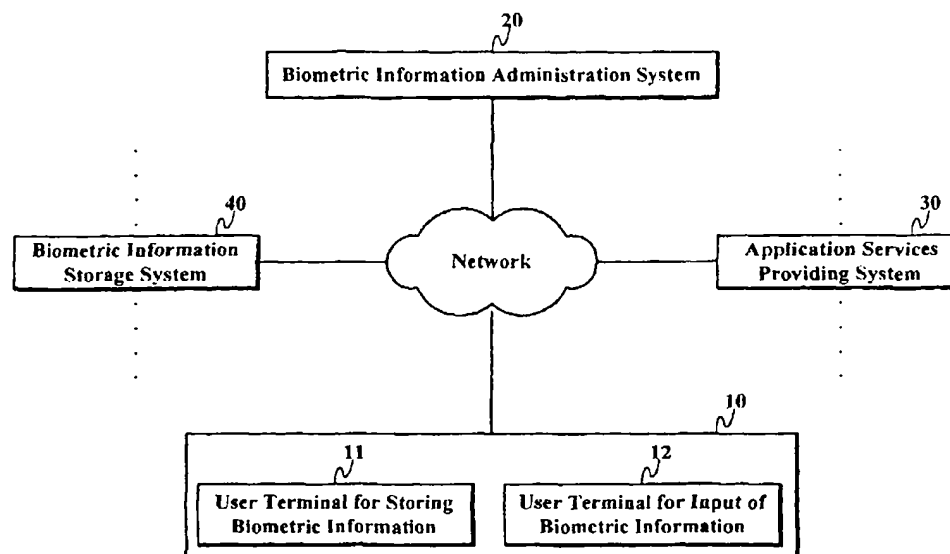 20
Biometric Information Administration System
40
Biometric Information
Storage System
Network
30
Application Services
Providing System
10
11
User Terminal for Storing
Biometric Information
12
User Terminal for Input of
Biometric Information